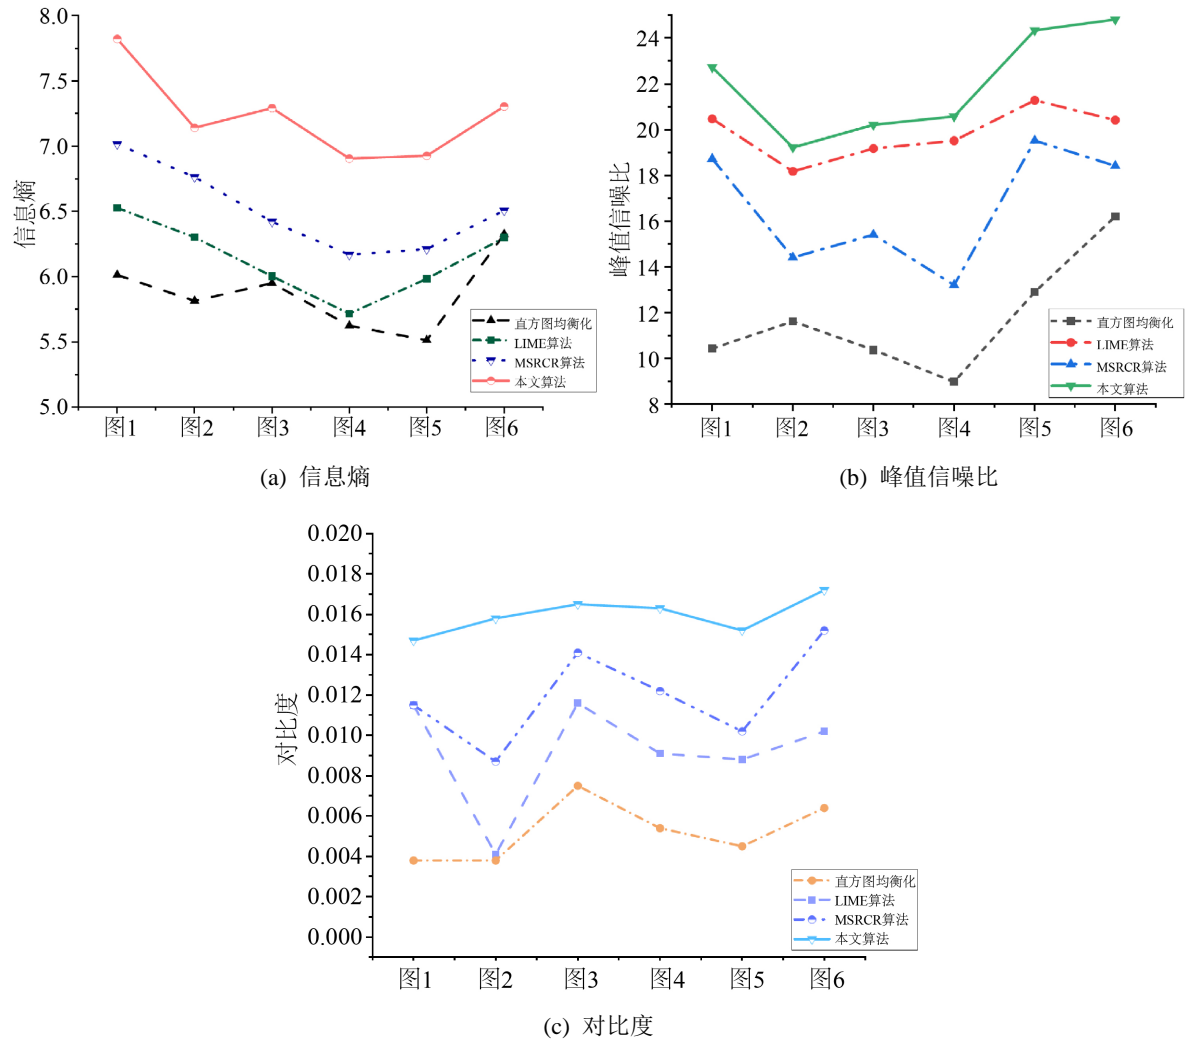 8.0
7.5
7.0
6.5
6.0
5.5
5.0
信息熵
图1 图2 图3 图4 图5 图6
直方图均衡化
LIME算法
MSRCR算法
本文算法
(a) 信息熵
24
22
20
18
16
14
12
10
8
峰值信噪比
图1 图2 图3 图4 图5 图6
直方图均衡化
LIME算法
MSRCR算法
本文算法
(b) 峰值信噪比
0.020
0.018
0.016
0.014
0.012
0.010
0.008
0.006
0.004
0.002
0.000
对比度
图1 图2 图3 图4 图5 图6
直方图均衡化
LIME算法
MSRCR算法
本文算法
(c) 对比度